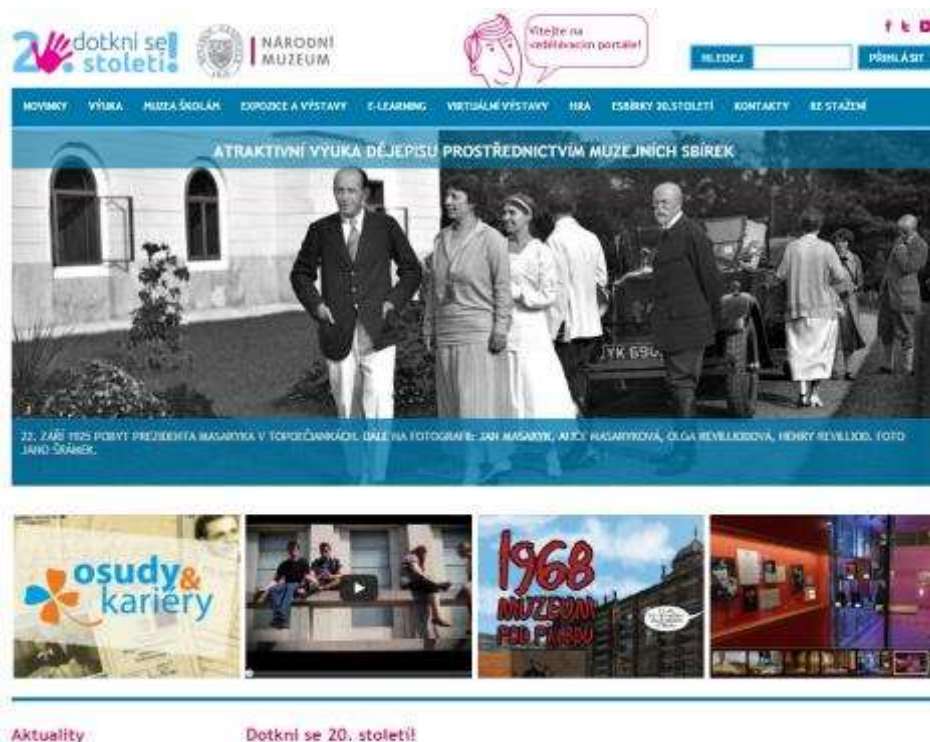 20. dotkni se
století!
NÁRODNÍ
MUZEUM
Vítejte na
vzdělávacím portále!
HLEDEJ
PŘIHLÁSIT
NOVINKY VÝUKA MUZEA ŠKOLÁM EXPOZICE A VÝSTAVY E-LEARNING VIRTUÁLNÍ VÝSTAVY HRA ESBÍRKY 20.STOLETÍ KONTAKTY KE STAŽENÍ
ATRAKTIVNÍ VÝUKA DĚJEPISU PROSTŘEDNICTVÍM MUZEJNÍCH SBÍREK
22. ZÁŘÍ 1925 POBYT PREZIDENTA MASARYKA V TOPOĽČIANKÁCH. DÁLE NA FOTOGRAFII: JAN MASARYK, ALICE MASARYKOVÁ, OLGA REVILLIODOVÁ, HENRY REVILLIOD. FOTO
JANO ŠRÁMEK.
osudy&
kariéry
1968
MUZEUM
POD PALBOU
Aktuality
Dotkni se 20. století!